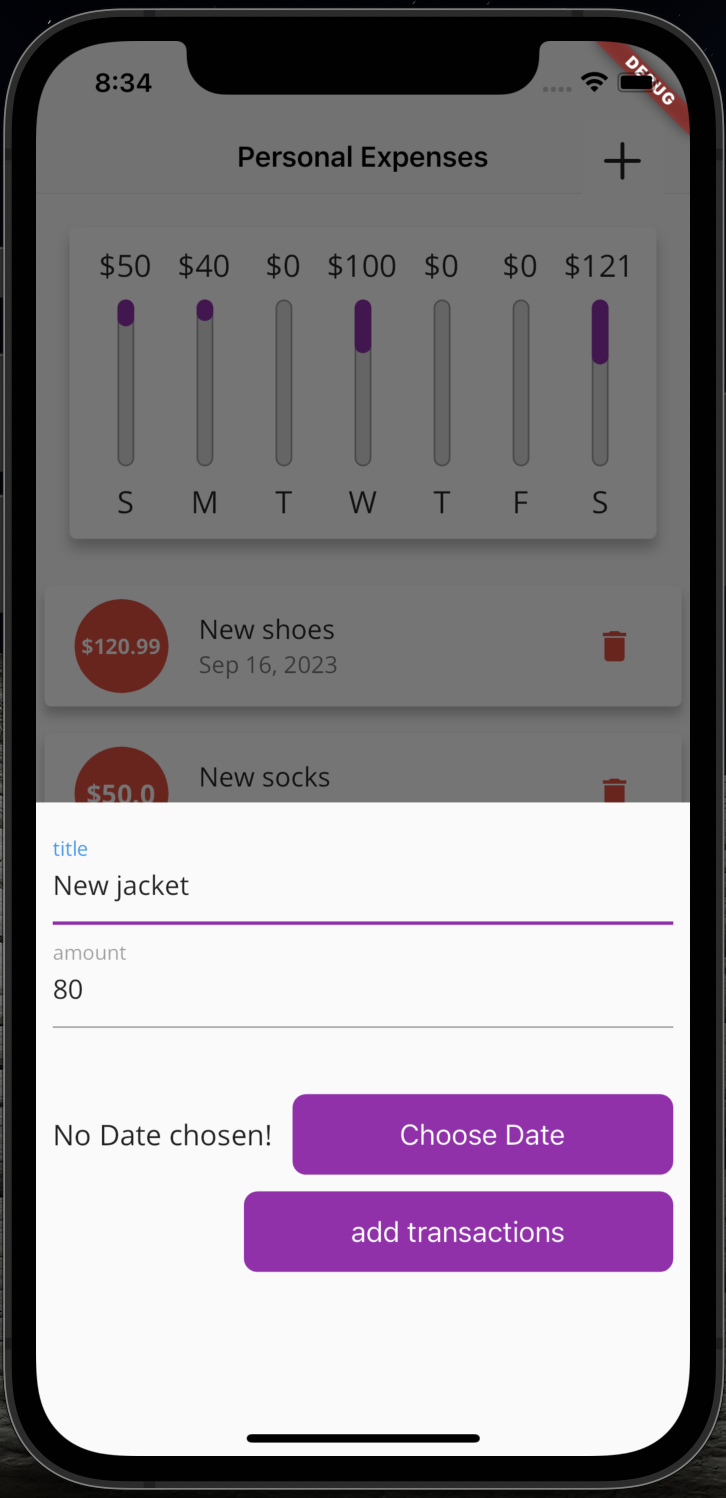 8:34
DEBUG
Personal Expenses
$50 $40 $0 $100 $0 $0 $121
S M T W T F S
$120.99
New shoes
Sep 16, 2023
$50.0
New socks
title
New jacket
amount
80
No Date chosen!
Choose Date
add transactions